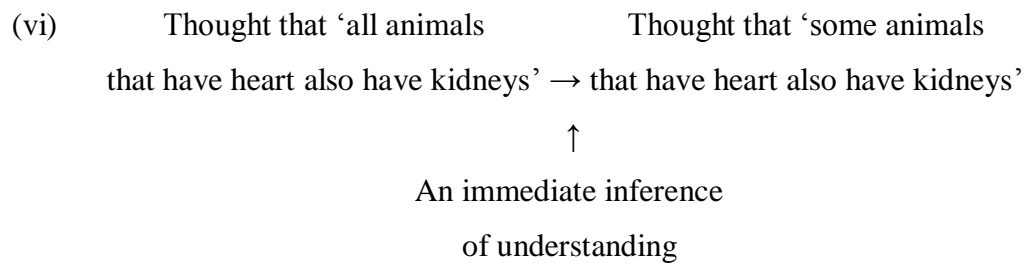 (vi) Thought that ‘all animals Thought that ‘some animals
that have heart also have kidneys’ → that have heart also have kidneys’
↑
An immediate inference
of understanding